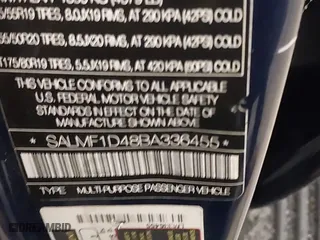 /55R19 TIRES, 8.0JX19 RIMS, AT 290 KPA (42PSI) COLD
/50R20 TIRES, 8.5JX20 RIMS, AT 290 KPA (42PSI) COLD
T175/80R19 TIRES, 5.5JX19 RIMS, AT 420 KPA (60PSI) COLD
THIS VEHICLE CONFORMS TO ALL APPLICABLE
U.S. FEDERAL MOTOR VEHICLE SAFETY
STANDARDS IN EFFECT ON THE DATE OF
MANUFACTURE SHOWN ABOVE.
*SALMF1D48BA336455*
TYPE MULTI-PURPOSE PASSENGER VEHICLE
DREAMBID